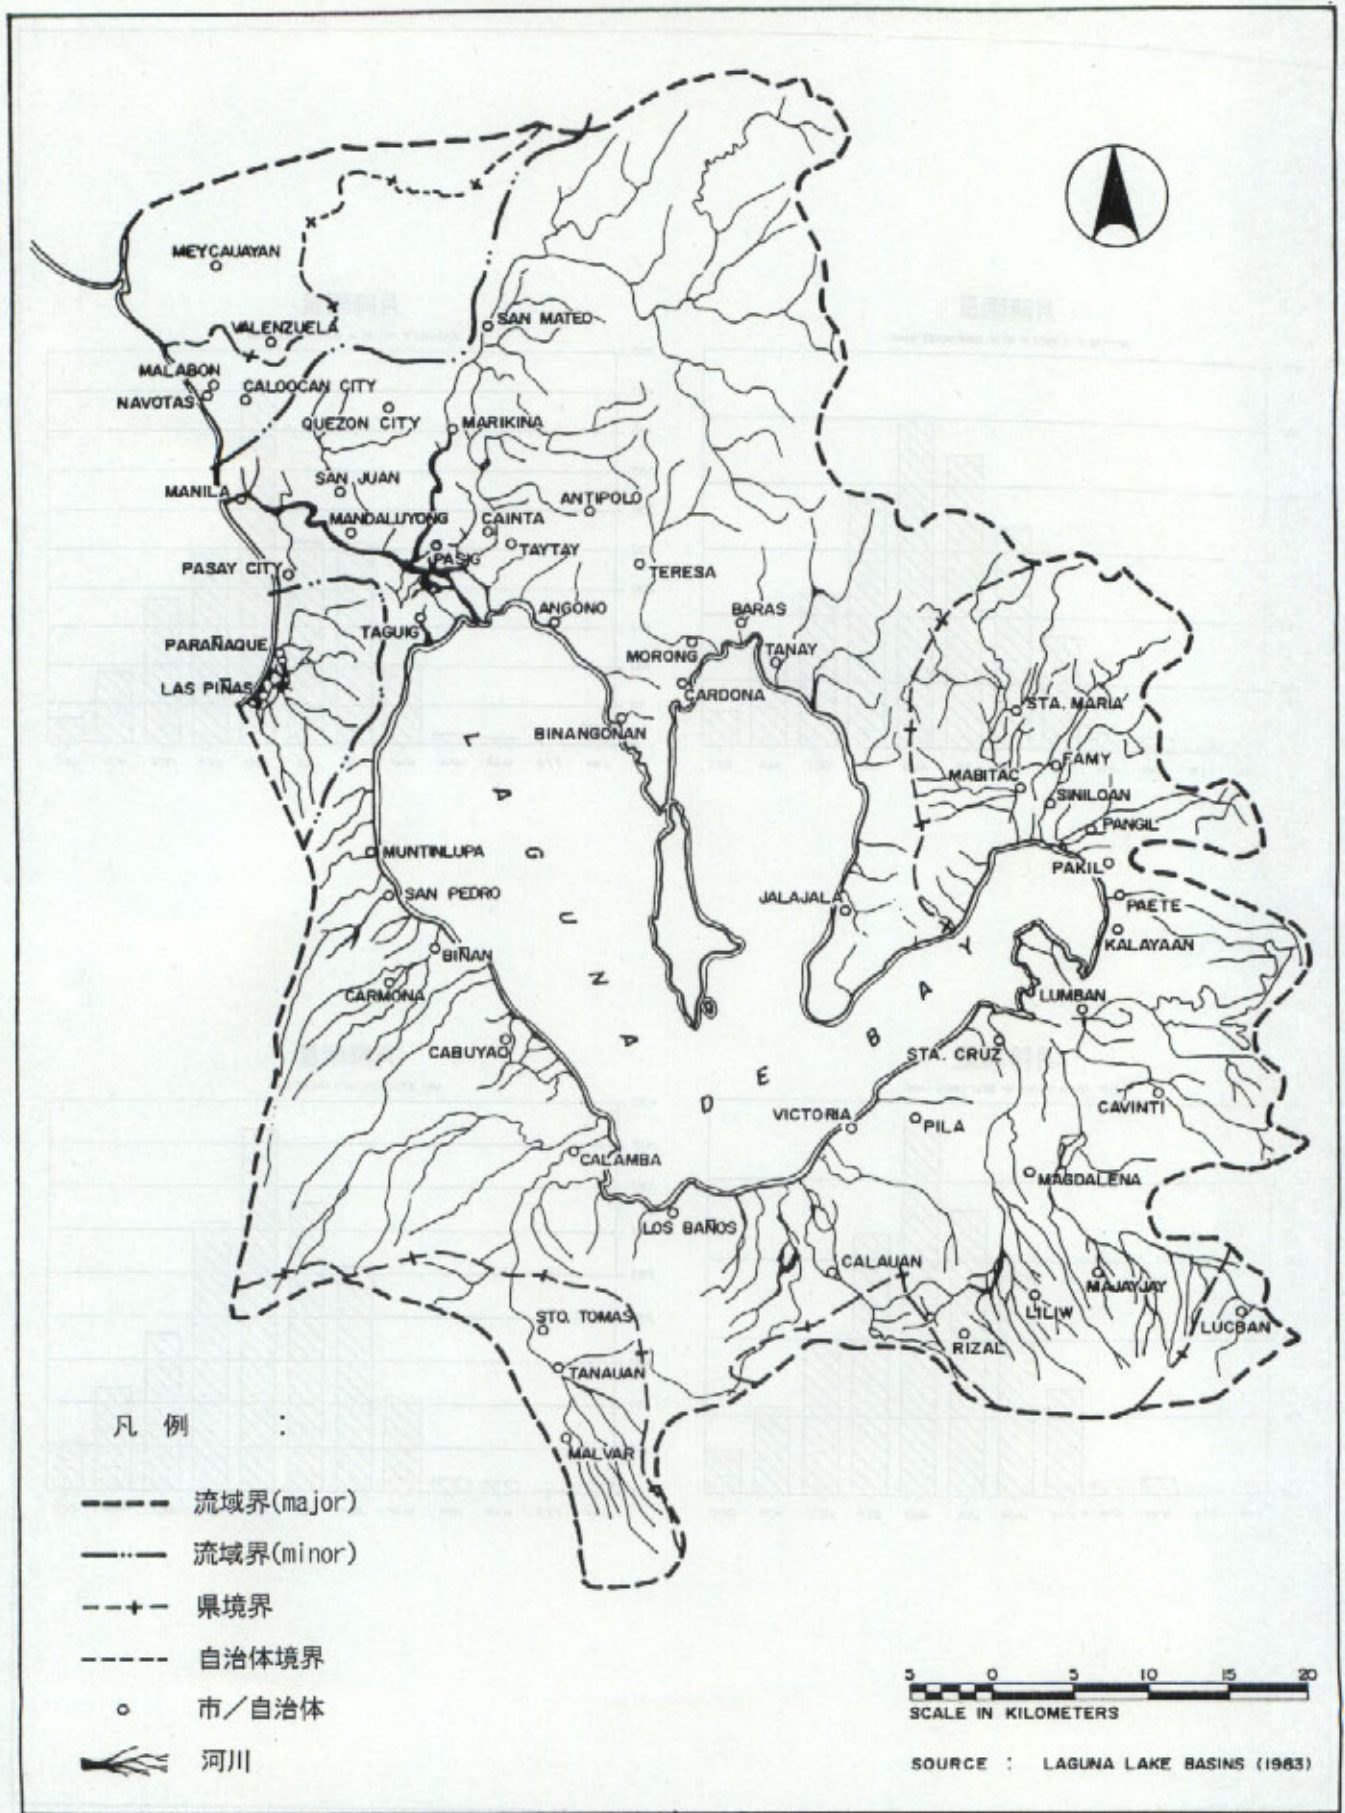 MEYCAUAYAN
VALENZUELA
SAN MATEO
MALABON
CALOOCAN CITY
NAVOTAS
QUEZON CITY
MARIKINA
SAN JUAN
MANILA
ANTIPOLO
MANDALUYONG
CAINTA
TAYTAY
PASIG
PASAY CITY
TERESA
ANGONO
BARAS
TAGUIG
PARAÑAQUE
MORONG
TANAY
LAS PIÑAS
CARDONA
STA. MARIA
BINANGONAN
FAMY
MABITAC
SINILOAN
PANGIL
MUNTINLUPA
PAKIL
SAN PEDRO
JALAJALA
PAETE
KALAYAAN
BIÑAN
CARMONA
LUMBAN
CABUYAO
STA. CRUZ
LAGUNA DE BAY
CAVINTI
VICTORIA
PILA
CALAMBA
MAGDALENA
LOS BAÑOS
CALAUAN
MAJAYJAY
LILIW
STO. TOMAS
LUCBAN
RIZAL
TANAUAN
MALVAR
凡 例 :
流域界(major)
流域界(minor)
県境界
自治体境界
市／自治体
河川
5 0 5 10 15 20
SCALE IN KILOMETERS
SOURCE : LAGUNA LAKE BASINS (1983)